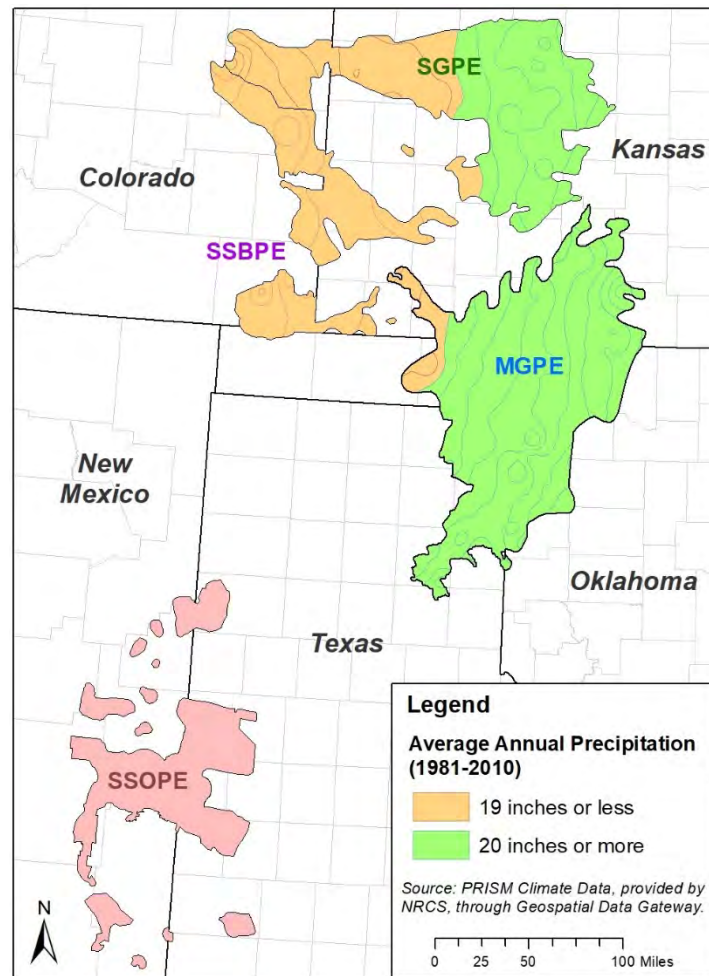 SGPE
Kansas
Colorado
SSBPE
MGPE
New
Mexico
Oklahoma
Texas
SSOPE
Legend
Average Annual Precipitation
(1981-2010)
19 inches or less
20 inches or more
Source: PRISM Climate Data, provided by
NRCS, through Geospatial Data Gateway.
N
0 25 50 100 Miles